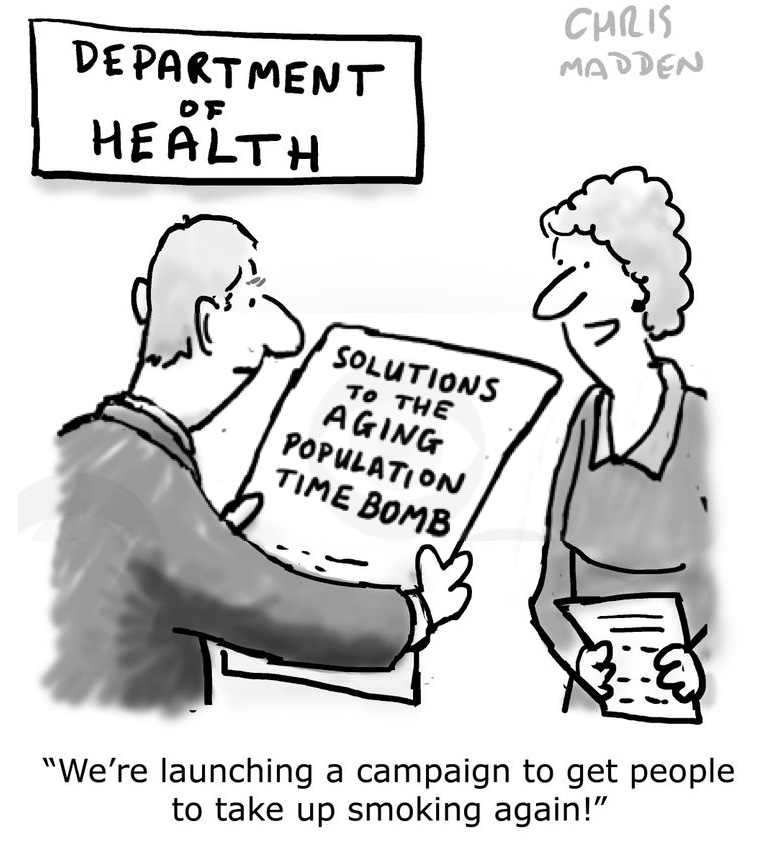 DEPARTMENT
OF
HEALTH
CHRIS
MADDEN
SOLUTIONS
TO THE
AGING
POPULATION
TIME BOMB
“We’re launching a campaign to get people
to take up smoking again!”